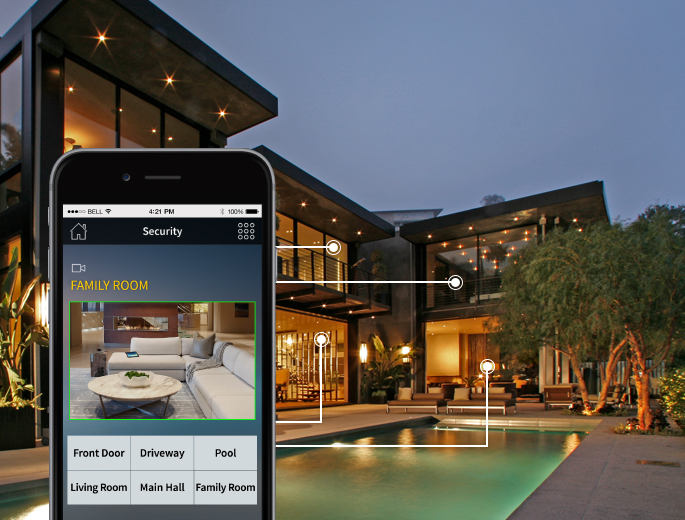 BELL 4:21 PM 100%
Security
FAMILY ROOM
Front Door Driveway Pool
Living Room Main Hall Family Room